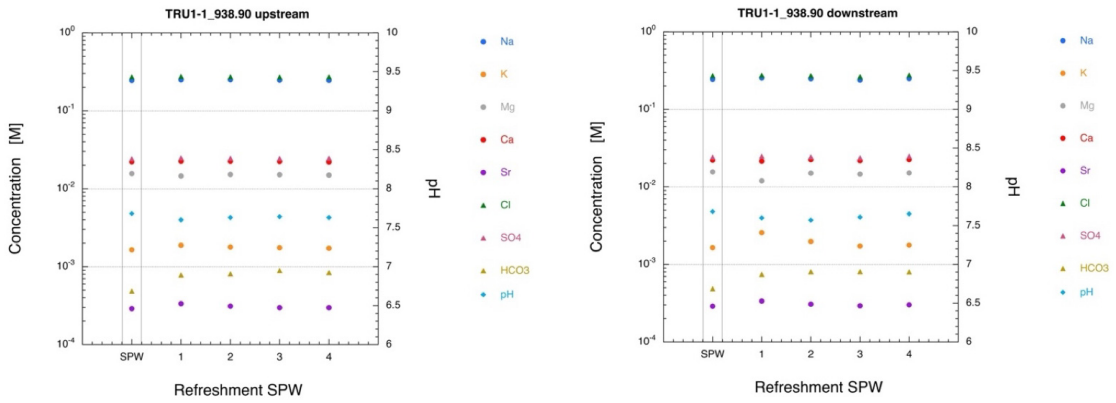 TRU1-1_938.90 upstream
10⁰
10⁻¹
10⁻²
10⁻³
10⁻⁴
Concentration [M]
10
9.5
9
8.5
8
7.5
7
6.5
6
pH
SPW 1 2 3 4
Refreshment SPW
Na
K
Mg
Ca
Sr
Cl
SO4
HCO3
pH
TRU1-1_938.90 downstream
10⁰
10⁻¹
10⁻²
10⁻³
10⁻⁴
Concentration [M]
10
9.5
9
8.5
8
7.5
7
6.5
6
pH
SPW 1 2 3 4
Refreshment SPW
Na
K
Mg
Ca
Sr
Cl
SO4
HCO3
pH